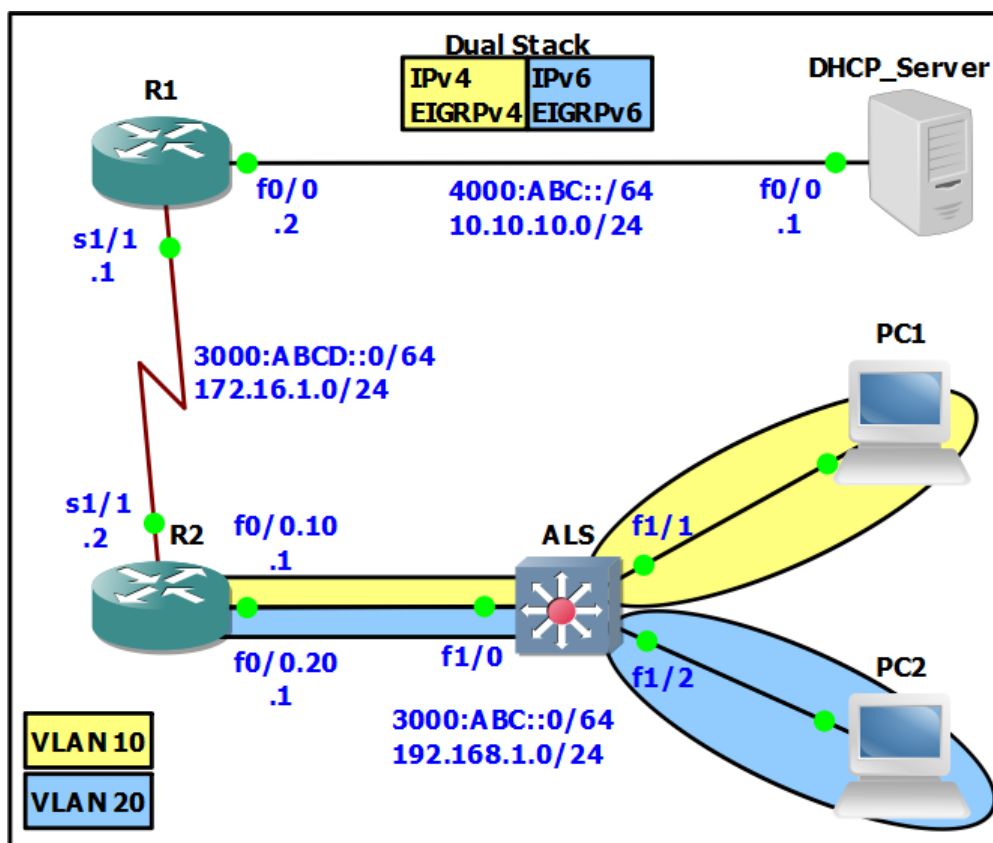 Dual Stack
IPv4
EIGRPv4
IPv6
EIGRPv6
DHCP_Server
R1
f0/0
.2
4000:ABC::/64
10.10.10.0/24
f0/0
.1
s1/1
.1
3000:ABCD::0/64
172.16.1.0/24
PC1
s1/1
.2
R2
f0/0.10
.1
ALS
f1/1
f0/0.20
.1
f1/0
f1/2
PC2
3000:ABC::0/64
192.168.1.0/24
VLAN 10
VLAN 20